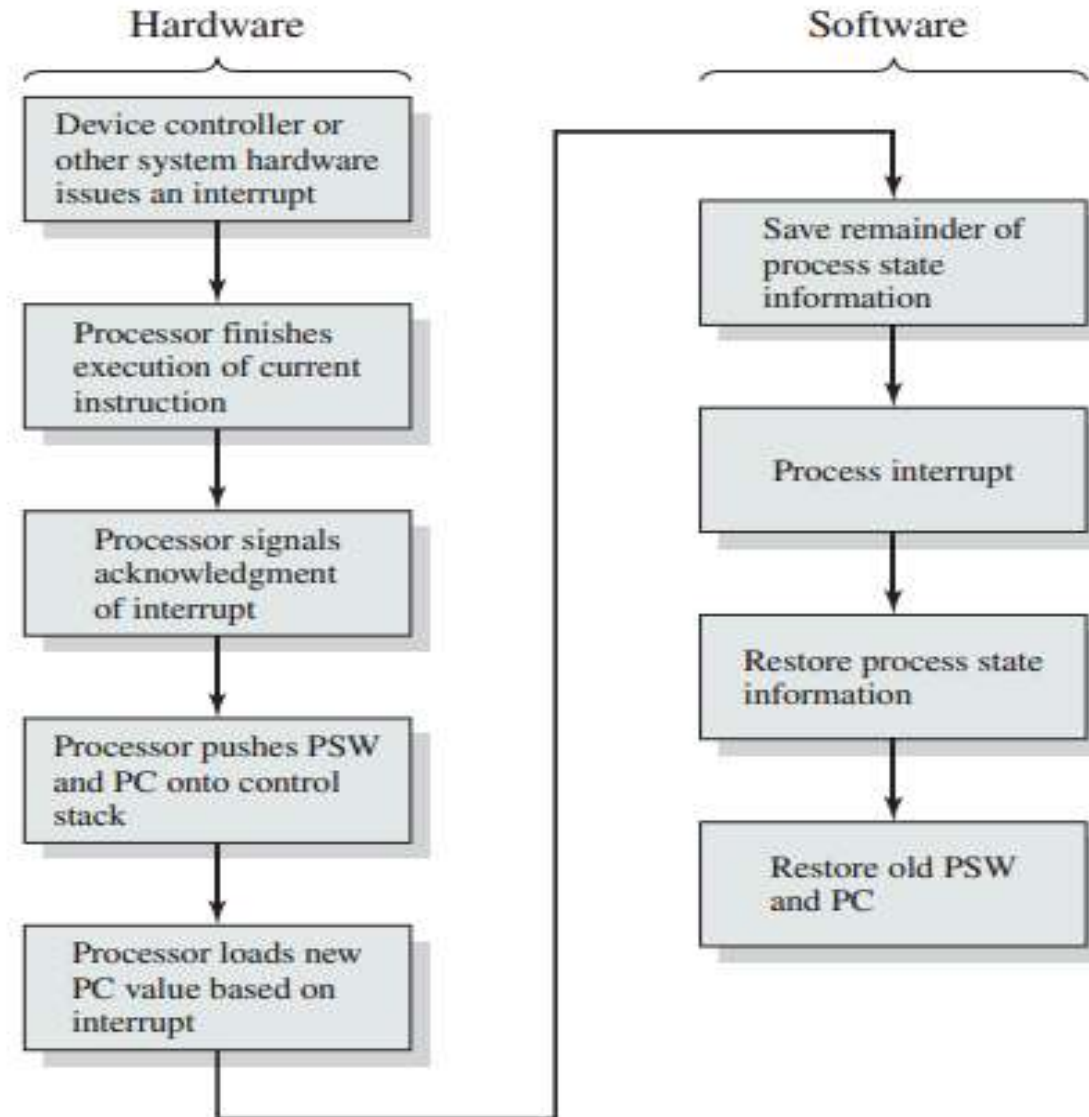 Hardware
Device controller or
other system hardware
issues an interrupt
Processor finishes
execution of current
instruction
Processor signals
acknowledgment
of interrupt
Processor pushes PSW
and PC onto control
stack
Processor loads new
PC value based on
interrupt
Software
Save remainder of
process state
information
Process interrupt
Restore process state
information
Restore old PSW
and PC